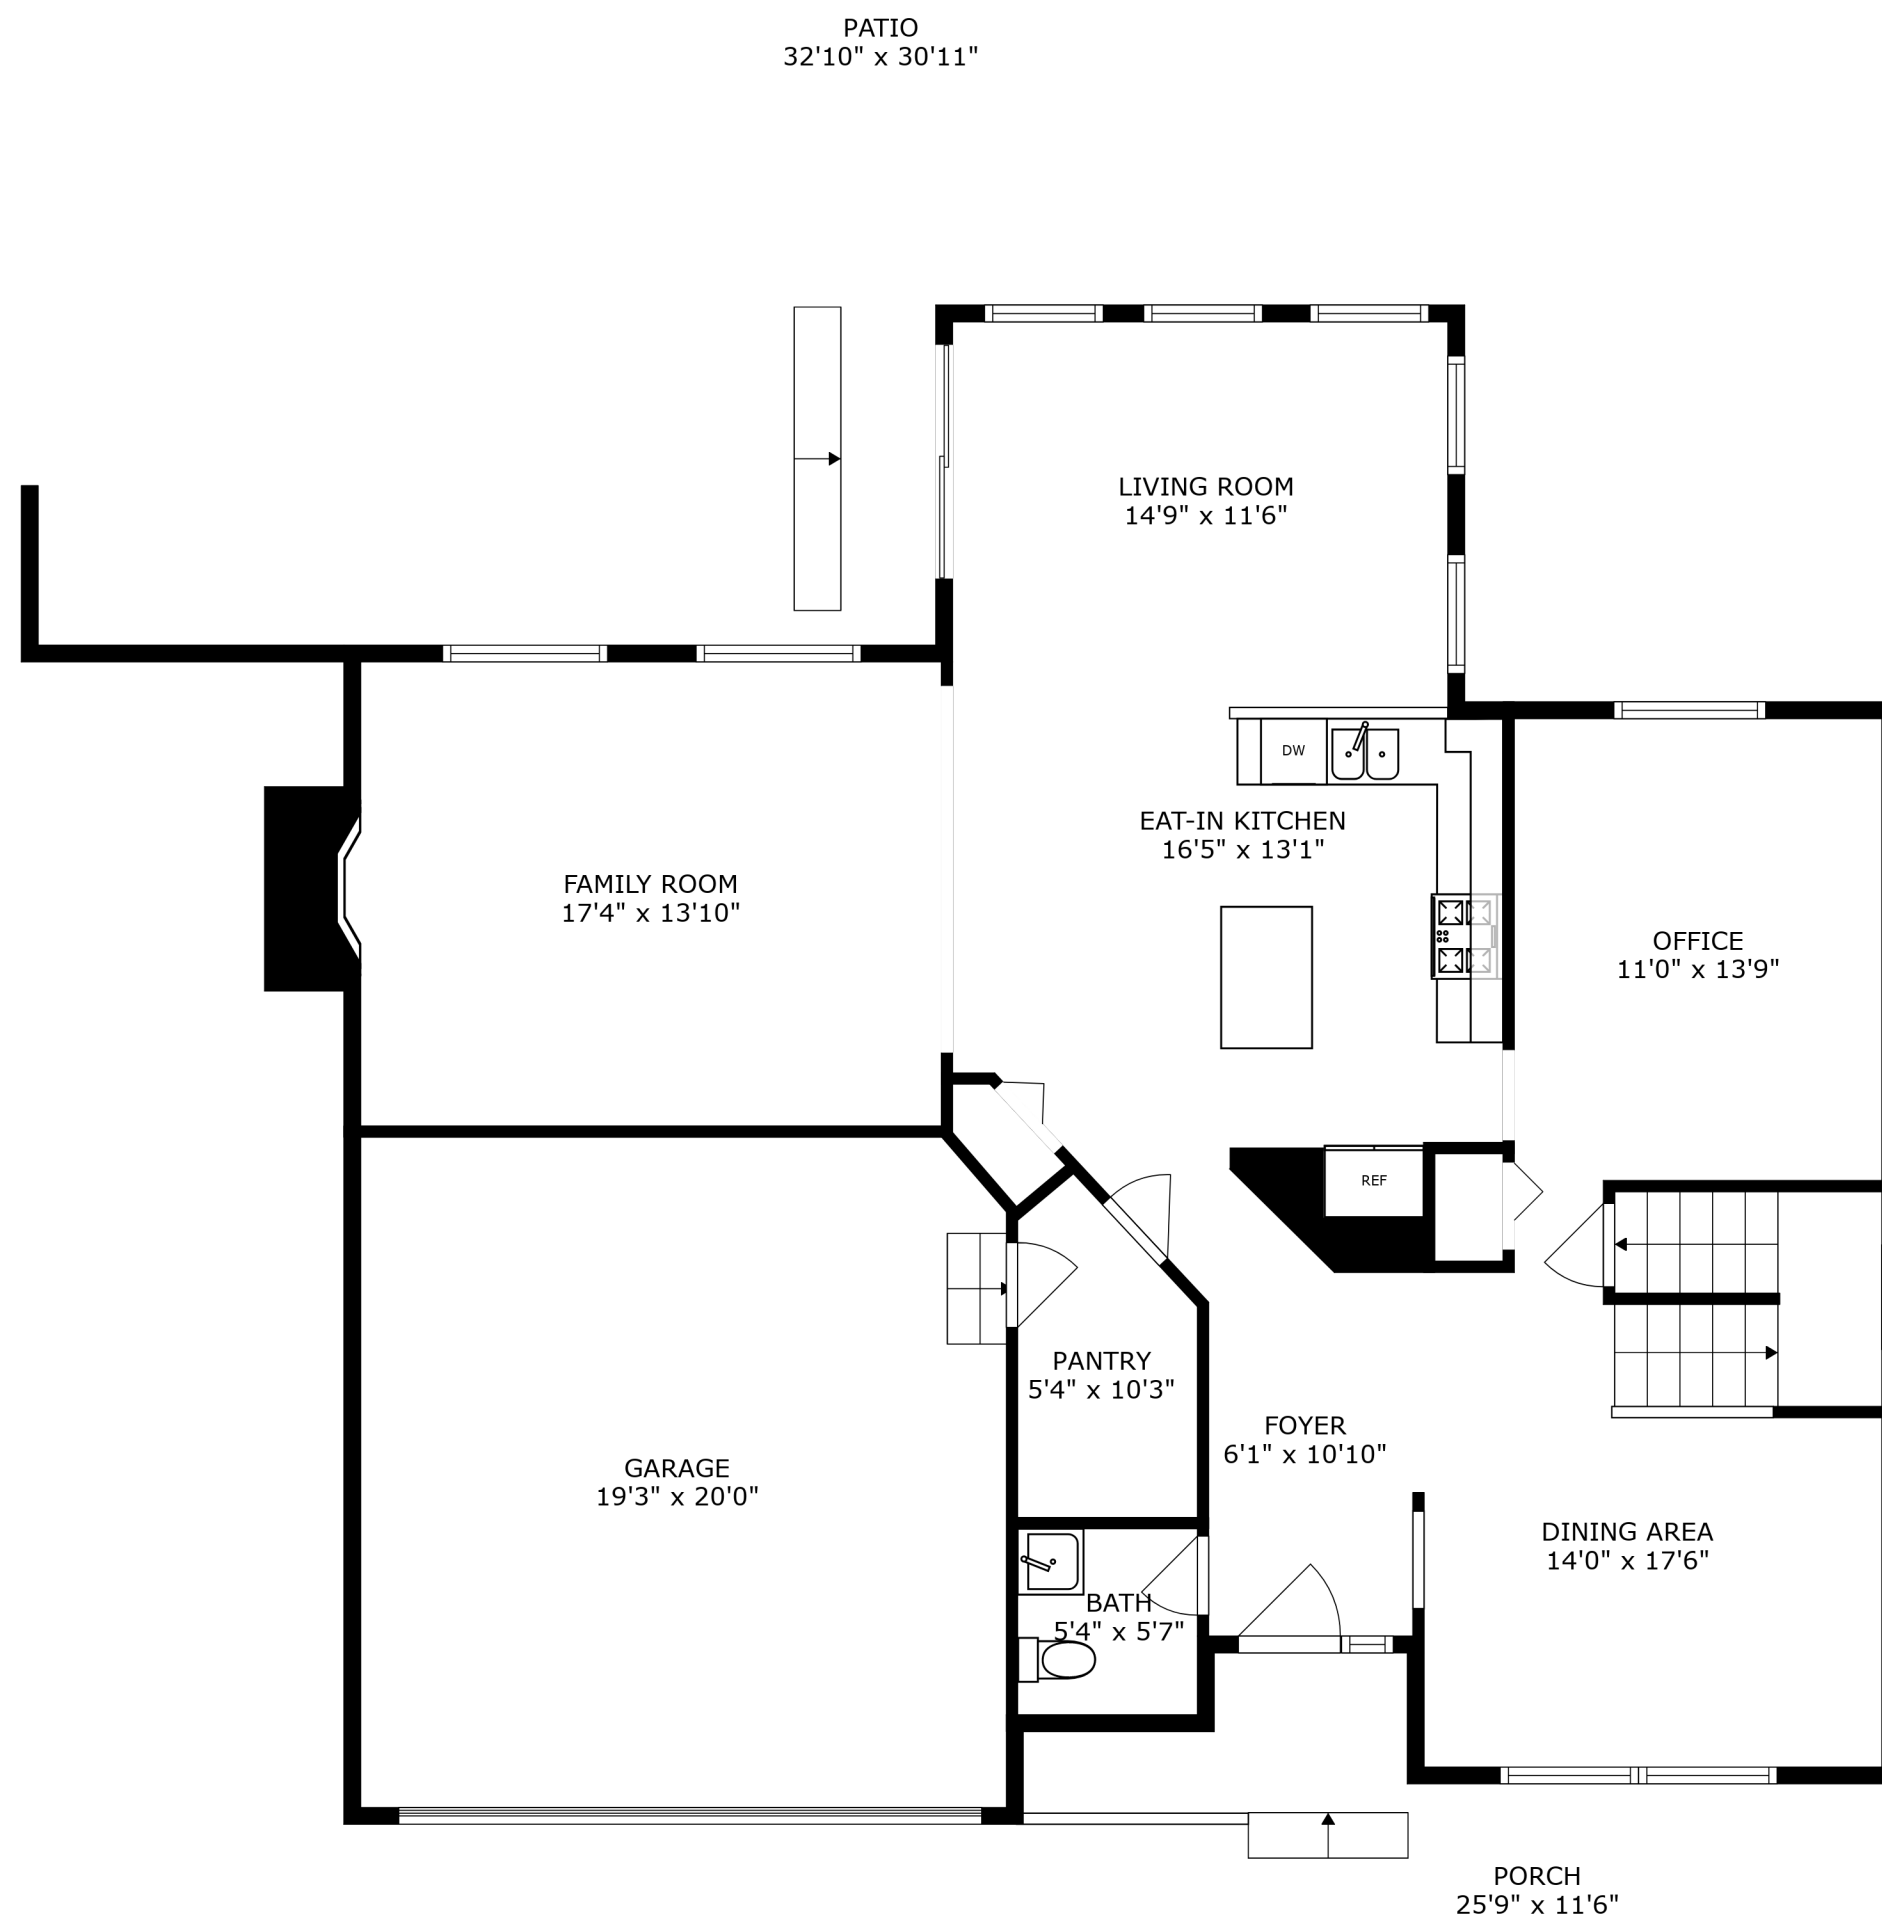 PATIO
32'10" x 30'11"
LIVING ROOM
14'9" x 11'6"
DW
EAT-IN KITCHEN
16'5" x 13'1"
FAMILY ROOM
17'4" x 13'10"
OFFICE
11'0" x 13'9"
REF
PANTRY
5'4" x 10'3"
FOYER
6'1" x 10'10"
GARAGE
19'3" x 20'0"
DINING AREA
14'0" x 17'6"
BATH
5'4" x 5'7"
PORCH
25'9" x 11'6"